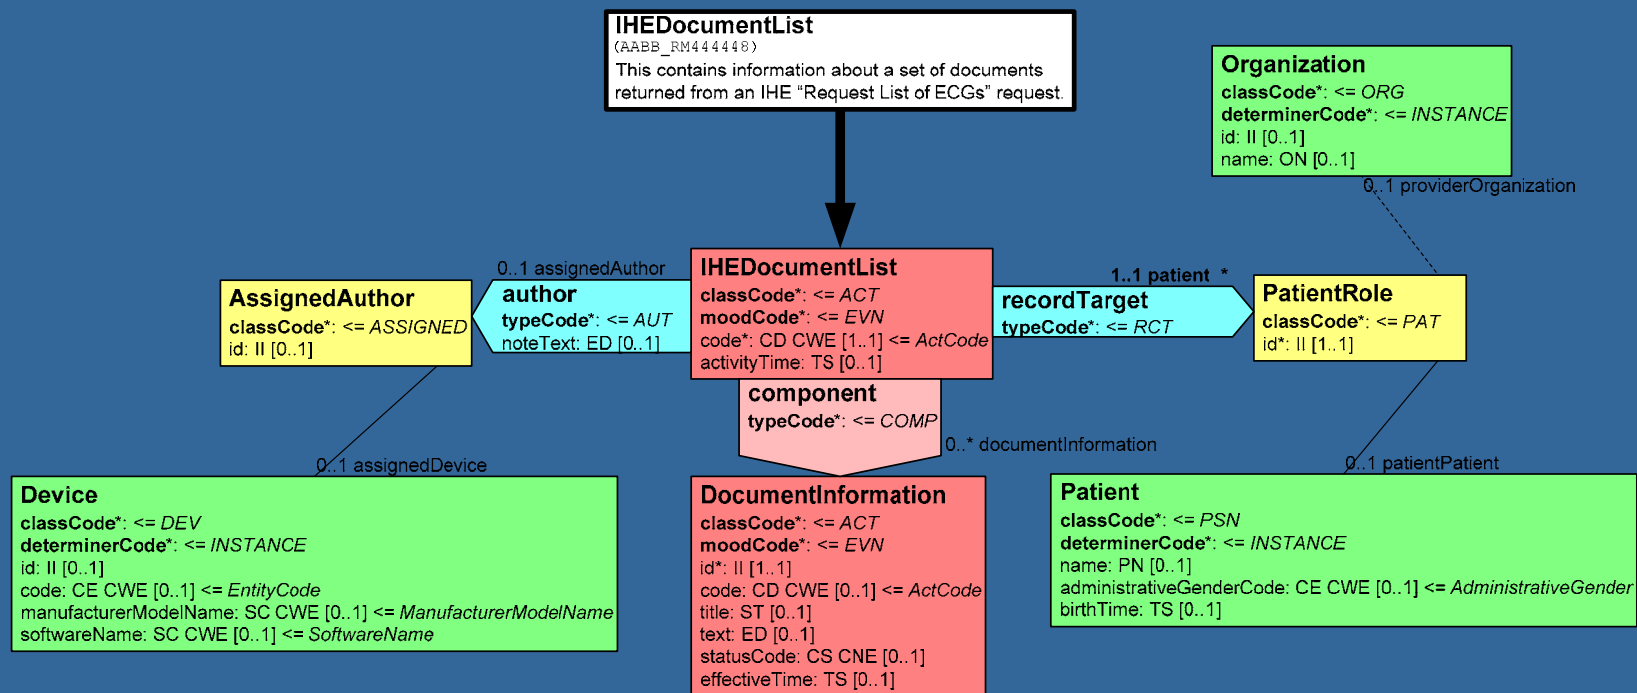 IHEDocumentList
(AABB_RM444448)
This contains information about a set of documents
returned from an IHE “Request List of ECGs” request.
Organization
classCode*: <= ORG
determinerCode*: <= INSTANCE
id: II [0..1]
name: ON [0..1]
0..1 providerOrganization
0..1 assignedAuthor
AssignedAuthor
classCode*: <= ASSIGNED
id: II [0..1]
author
typeCode*: <= AUT
noteText: ED [0..1]
IHEDocumentList
classCode*: <= ACT
moodCode*: <= EVN
code*: CD CWE [1..1] <= ActCode
activityTime: TS [0..1]
1..1 patient *
recordTarget
typeCode*: <= RCT
PatientRole
classCode*: <= PAT
id*: II [1..1]
component
typeCode*: <= COMP
0..* documentInformation
0..1 assignedDevice
0..1 patientPatient
Device
classCode*: <= DEV
determinerCode*: <= INSTANCE
id: II [0..1]
code: CE CWE [0..1] <= EntityCode
manufacturerModelName: SC CWE [0..1] <= ManufacturerModelName
softwareName: SC CWE [0..1] <= SoftwareName
DocumentInformation
classCode*: <= ACT
moodCode*: <= EVN
id*: II [1..1]
code: CD CWE [0..1] <= ActCode
title: ST [0..1]
text: ED [0..1]
statusCode: CS CNE [0..1]
effectiveTime: TS [0..1]
Patient
classCode*: <= PSN
determinerCode*: <= INSTANCE
name: PN [0..1]
administrativeGenderCode: CE CWE [0..1] <= AdministrativeGender
birthTime: TS [0..1]